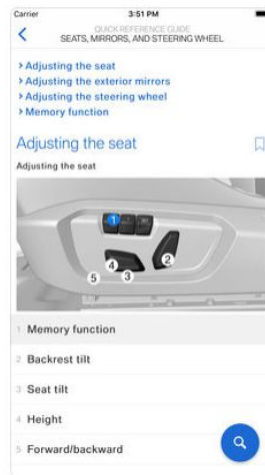 Carrier
3:51 PM
QUICK REFERENCE GUIDE
SEATS, MIRRORS, AND STEERING WHEEL
> Adjusting the seat
> Adjusting the exterior mirrors
> Adjusting the steering wheel
> Memory function
Adjusting the seat
Adjusting the seat
1
2
4
3
5
1 Memory function
2 Backrest tilt
3 Seat tilt
4 Height
5 Forward/backward